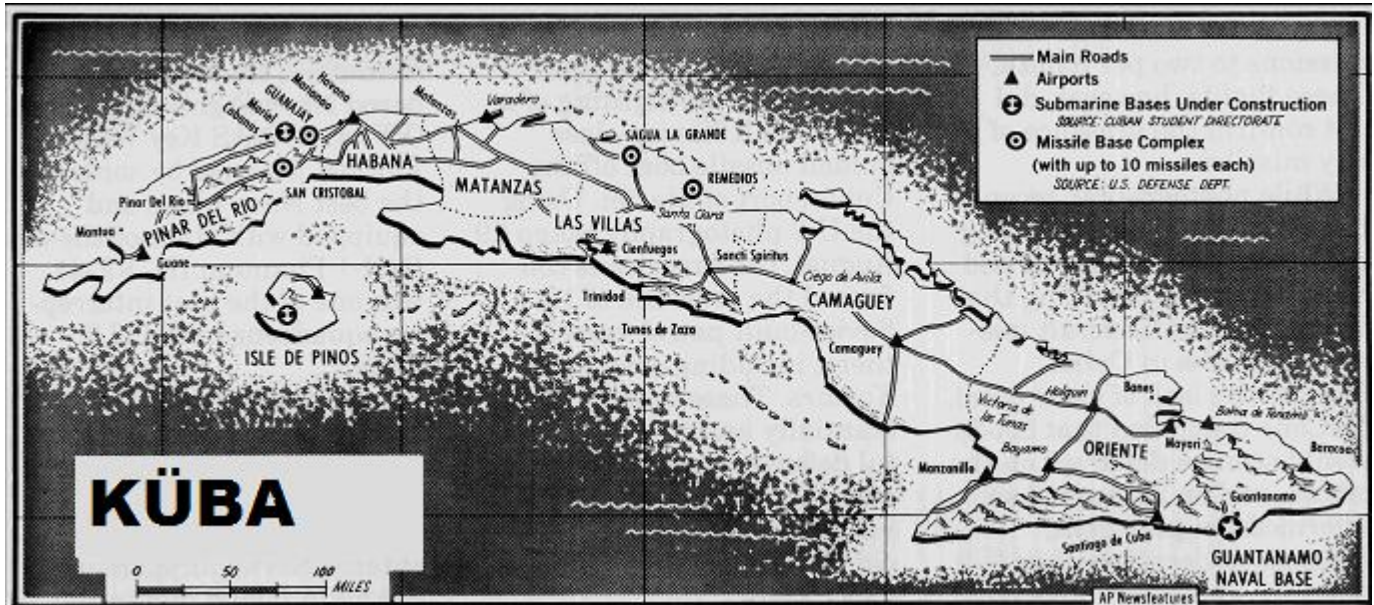 Main Roads
Airports
Submarine Bases Under Construction
SOURCE: CUBAN STUDENT DIRECTORATE
Missile Base Complex
(with up to 10 missiles each)
SOURCE: U.S. DEFENSE DEPT.
Havana
Marianao
GUANAJAY
Mariel
Cabanas
Matanzas
Varadero
SAGUA LA GRANDE
HABANA
REMEDIOS
MATANZAS
SAN CRISTOBAL
Pinar Del Rio
PINAR DEL RIO
Mantua
Guane
LAS VILLAS
Santa Clara
Cienfuegos
Sancti Spiritus
Ciego de Avila
Trinidad
CAMAGUEY
Tunas de Zaza
ISLE DE PINOS
Camaguey
Banes
Holguin
Victoria de
las Tunas
Bahia de Tanamo
Mayari
Baracoa
Bayamo
ORIENTE
Manzanillo
Guantanamo
Santiago de Cuba
GUANTANAMO
NAVAL BASE
KÜBA
0 50 100
MILES
AP Newsfeatures